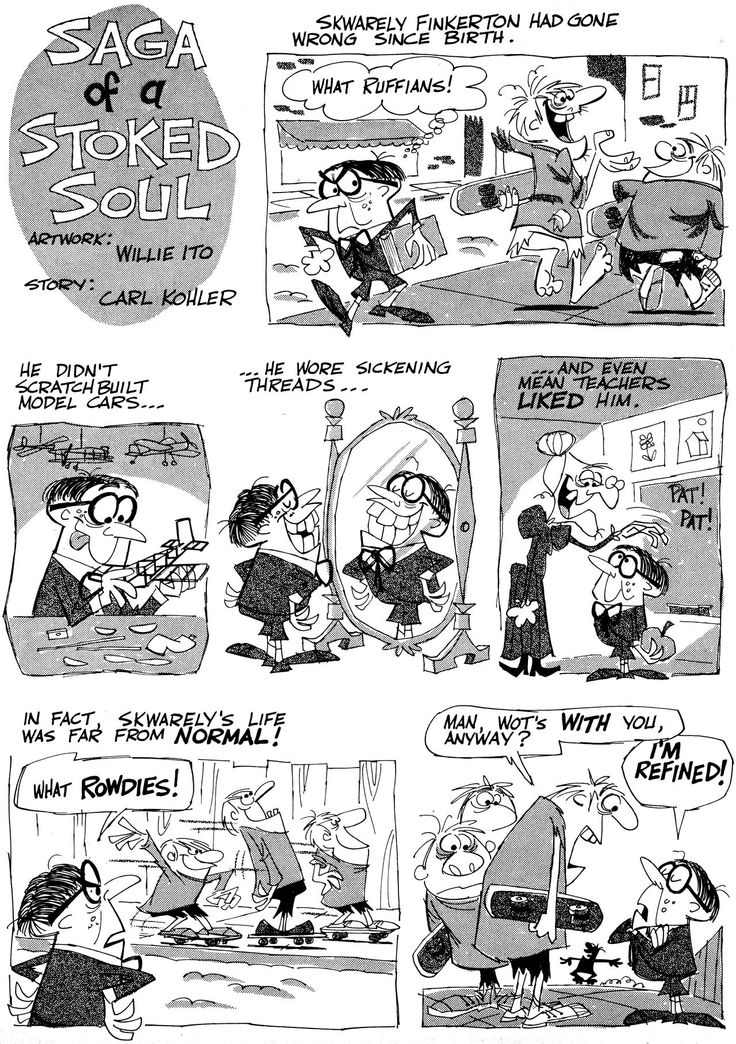 SAGA
of a
STOKED
SOUL
ARTWORK: WILLIE ITO
STORY: CARL KOHLER
SKWARELY FINKERTON HAD GONE
WRONG SINCE BIRTH.
WHAT RUFFIANS!
HE DIDN'T
SCRATCHBUILT
MODEL CARS...
...HE WORE SICKENING
THREADS...
...AND EVEN
MEAN TEACHERS
LIKED HIM.
PAT!
PAT!
IN FACT, SKWARELY'S LIFE
WAS FAR FROM NORMAL!
WHAT ROWDIES!
MAN, WOT'S WITH YOU,
ANYWAY?
I'M
REFINED!